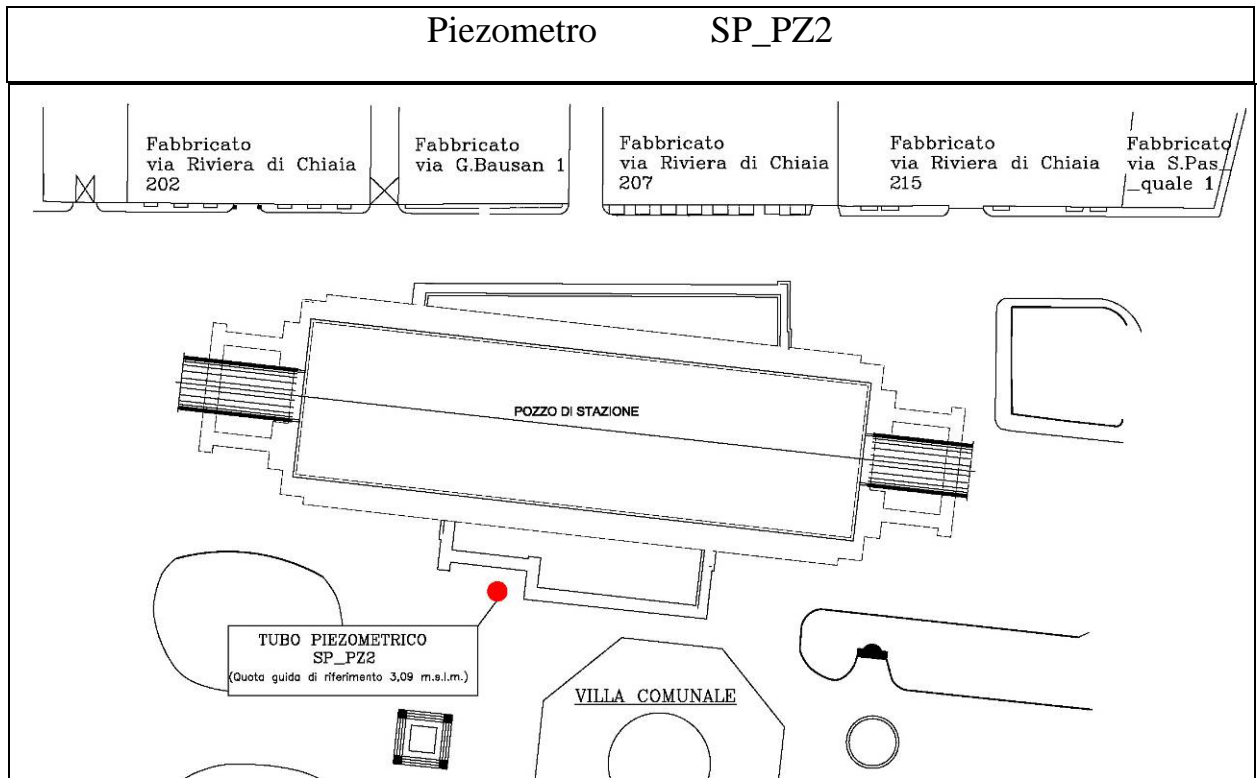 Piezometro SP_PZ2
Fabbricato
via Riviera di Chiaia
202
Fabbricato
via G.Bausan 1
Fabbricato
via Riviera di Chiaia
207
Fabbricato
via Riviera di Chiaia
215
Fabbricato
via S.Pas_
_quale 1
POZZO DI STAZIONE
TUBO PIEZOMETRICO
SP_PZ2
(Quota guida di riferimento 3,09 m.s.l.m.)
VILLA COMUNALE